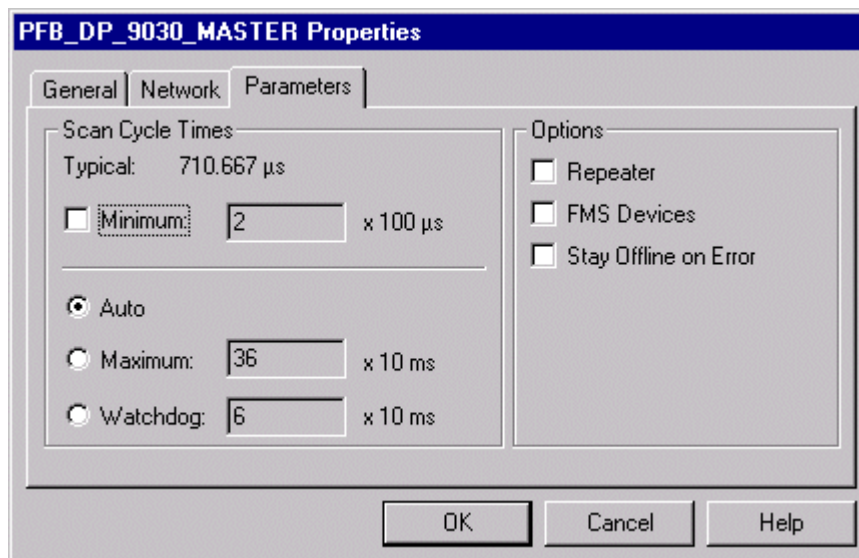 PFB_DP_9030_MASTER Properties
General Network Parameters
Scan Cycle Times
Typical: 710.667 µs
Minimum: 2 x 100 µs
Auto
Maximum: 36 x 10 ms
Watchdog: 6 x 10 ms
Options
Repeater
FMS Devices
Stay Offline on Error
OK Cancel Help